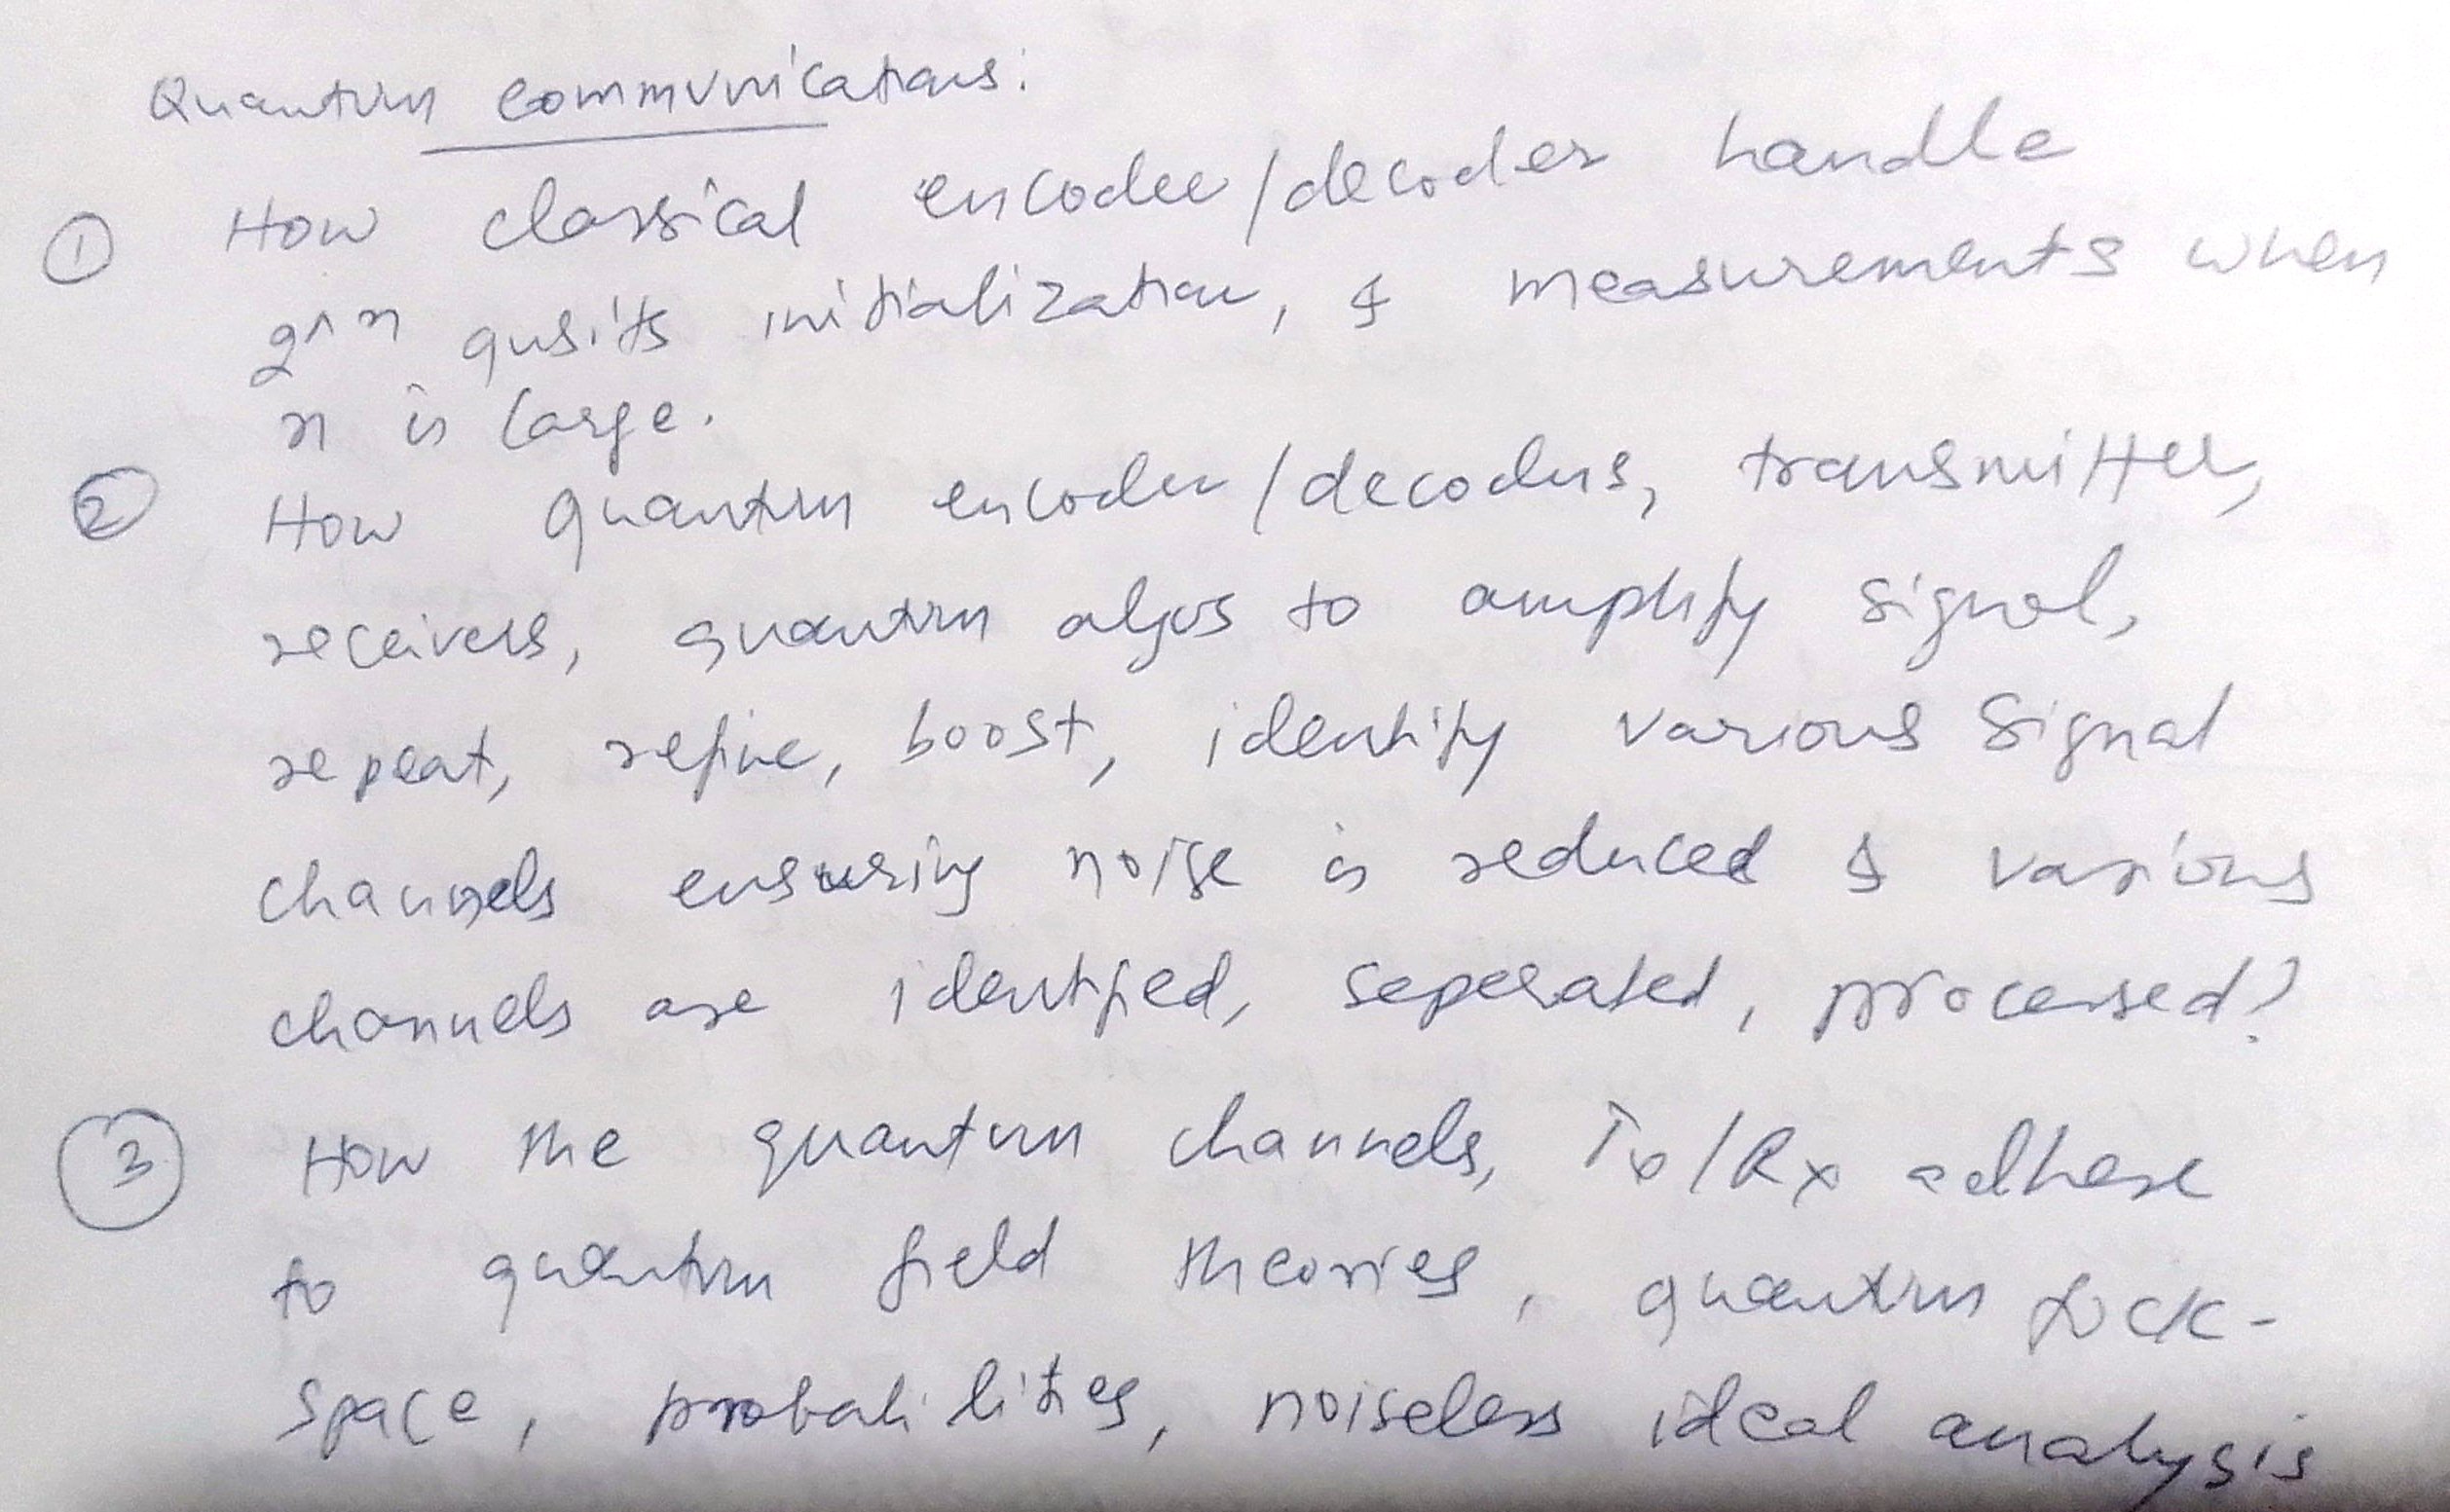 Quantum communications:
① How classical encoder/decoder handle
2^n qubits initialization, & measurements when
n is large.
② How quantum encoder/decoders, transmitter,
receivers, quantum algos to amplify signal,
repeat, refine, boost, identify various signal
changes ensuring noise is reduced & various
channels are identified, seperated, processed?
③ How the quantum channels, Tx/Rx adhere
to quantum field theories, quantum fock-
space, probabilities, noiseless ideal analysis